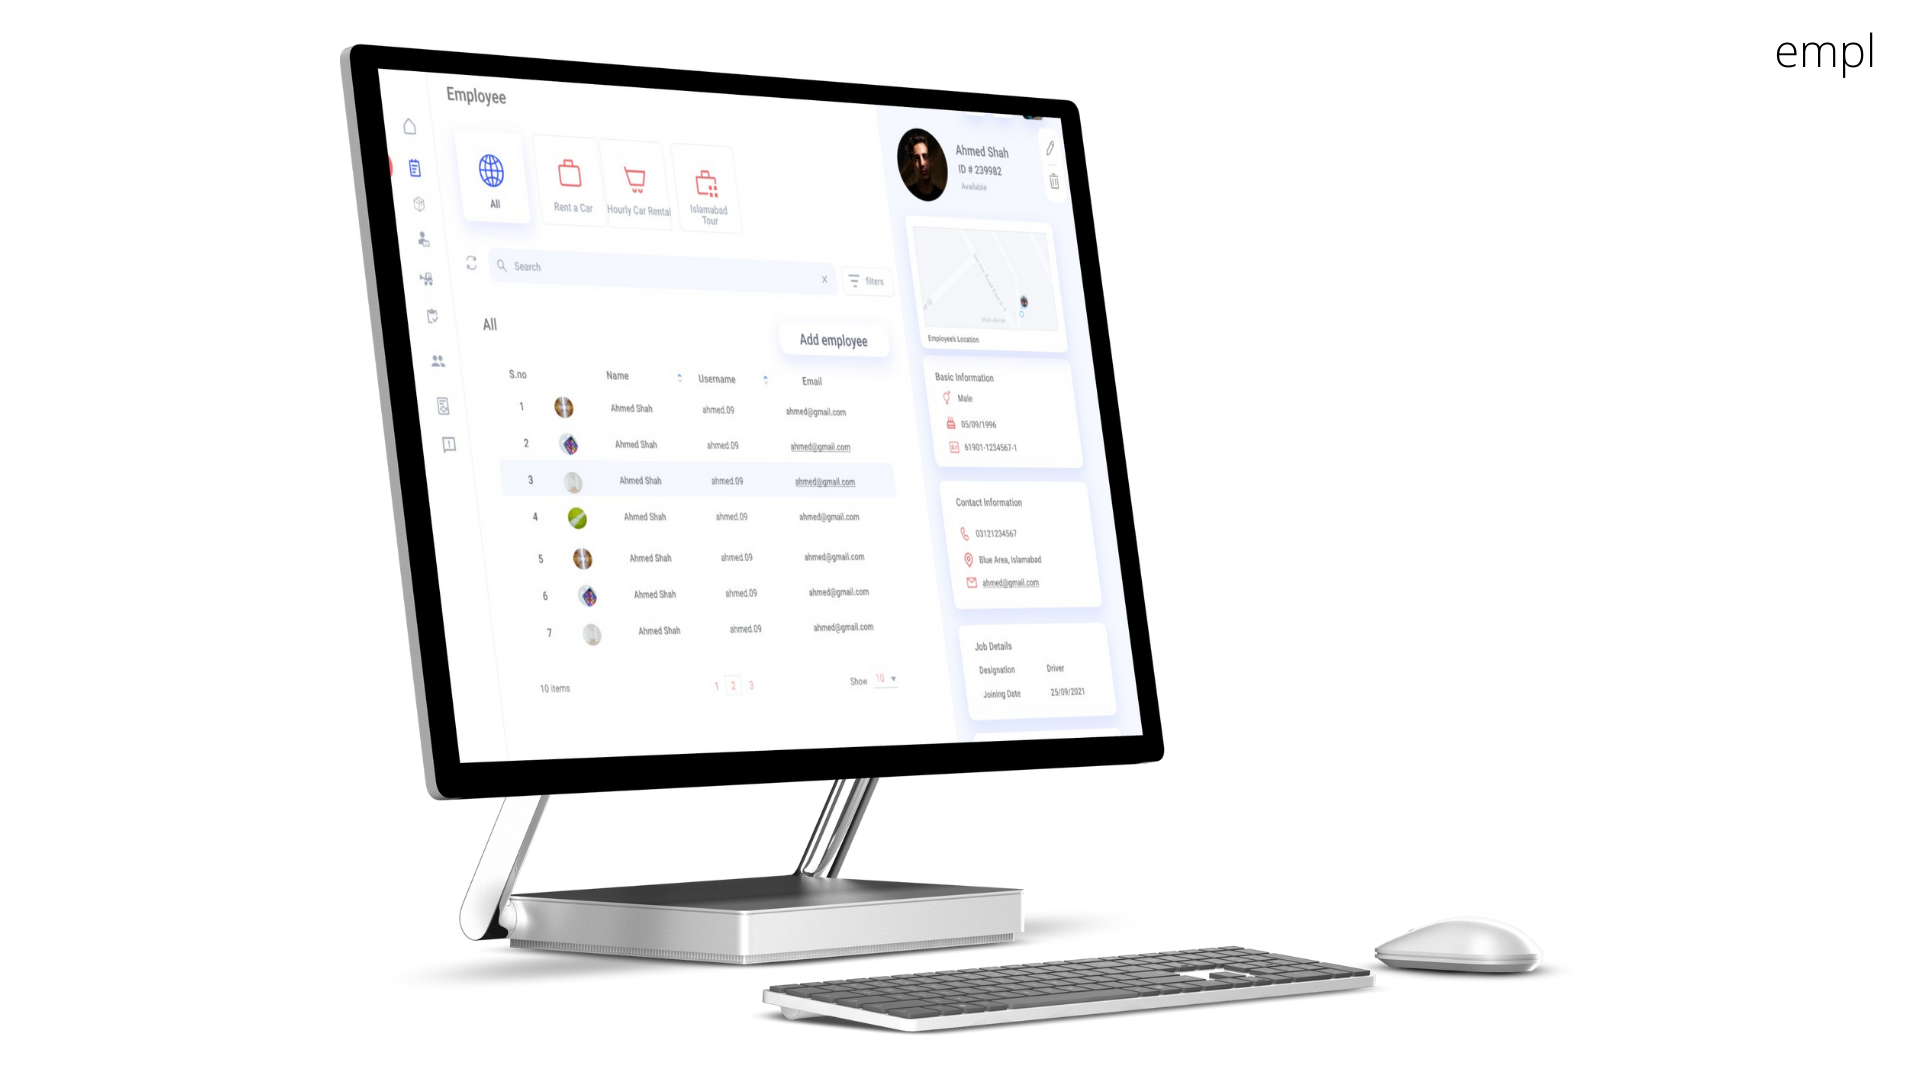 empl
Employee
All
Rent a Car
Hourly Car Rental
Islamabad
Tour
Search
x
filters
All
Add employee
S.no Name Username Email
1 Ahmed Shah ahmed.09 ahmed@gmail.com
2 Ahmed Shah ahmed.09 ahmed@gmail.com
3 Ahmed Shah ahmed.09 ahmed@gmail.com
4 Ahmed Shah ahmed.09 ahmed@gmail.com
5 Ahmed Shah ahmed.09 ahmed@gmail.com
6 Ahmed Shah ahmed.09 ahmed@gmail.com
7 Ahmed Shah ahmed.09 ahmed@gmail.com
10 items
1 2 3
Show 10
Ahmed Shah
ID # 239982
Available
Employee's Location
Basic Information
Male
05/09/1996
61901-1234567-1
Contact Information
03121234567
Blue Area, Islamabad
ahmed@gmail.com
Job Details
Designation Driver
Joining Date 25/09/2021